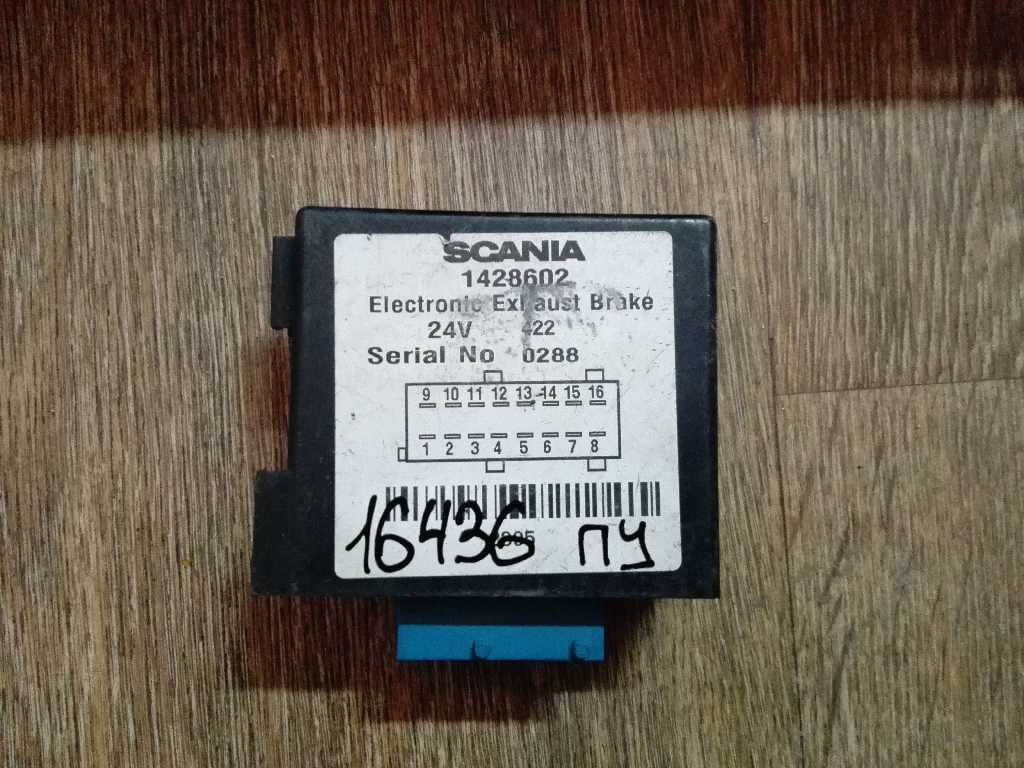 SCANIA
1428602
Electronic Exhaust Brake
24V 422
Serial No 0288
9 10 11 12 13 14 15 16
1 2 3 4 5 6 7 8
16436 ПУ